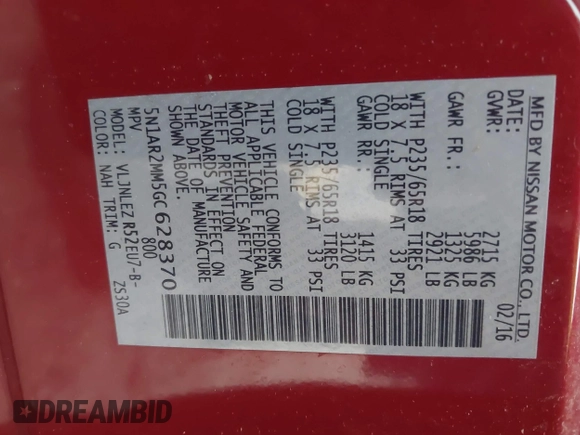 MFD BY NISSAN MOTOR CO., LTD.
DATE: 02/16
GVWR: 2715 KG
5986 LB
GAWR FR.: 1325 KG
2921 LB
WITH P235/65R18 TIRES
18 X 7.5 RIMS AT 33 PSI
COLD SINGLE
GAWR RR.: 1415 KG
3120 LB
WITH P235/65R18 TIRES
18 X 7.5 RIMS AT 33 PSI
COLD SINGLE
THIS VEHICLE CONFORMS TO
ALL APPLICABLE FEDERAL
MOTOR VEHICLE SAFETY AND
THEFT PREVENTION
STANDARDS IN EFFECT ON
THE DATE OF MANUFACTURE
SHOWN ABOVE.
5N1AR2MM5GC628370
MPV 800
MODEL: VLJNLEZ R52EU7-B-
COLOR: NAH TRIM: G ZS30A
DREAMBID